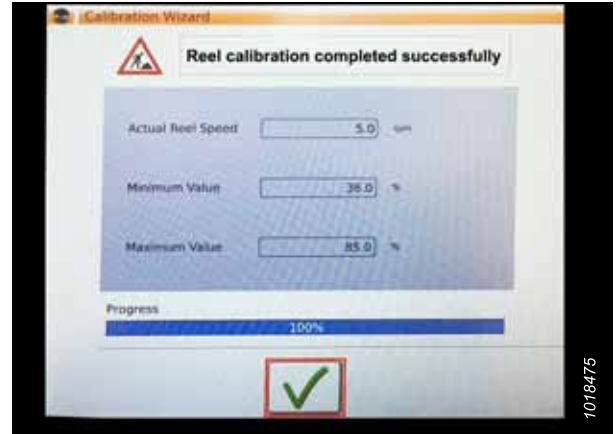 Calibration Wizard
Reel calibration completed successfully
Actual Reel Speed 5.0 rpm
Minimum Value 36.0 %
Maximum Value 85.0 %
Progress
100%
1018475